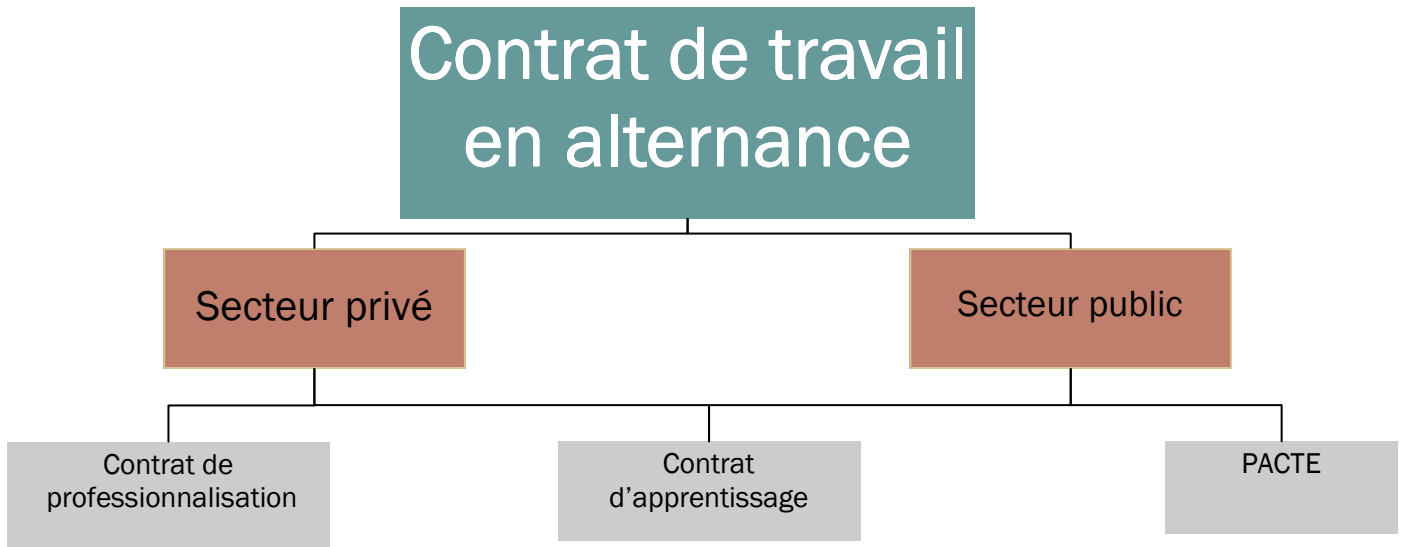 Contrat de travail
en alternance
Secteur privé
Secteur public
Contrat de
professionnalisation
Contrat
d’apprentissage
PACTE